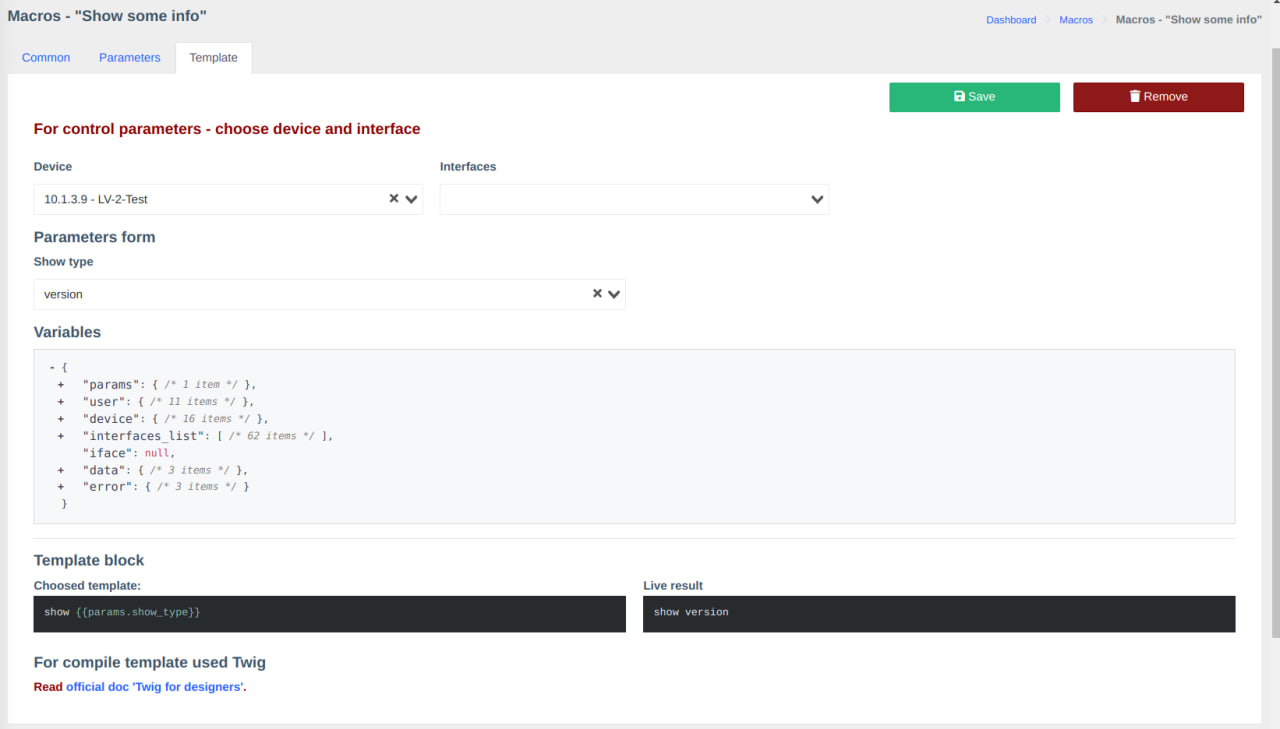 Macros - "Show some info"
Dashboard Macros Macros - "Show some info"
Common Parameters Template
Save Remove
For control parameters - choose device and interface
Device Interfaces
10.1.3.9 - LV-2-Test
Parameters form
Show type
version
Variables
- {
+ "params": { /* 1 item */ },
+ "user": { /* 11 items */ },
+ "device": { /* 16 items */ },
+ "interfaces_list": [ /* 62 items */ ],
"iface": null,
+ "data": { /* 3 items */ },
+ "error": { /* 3 items */ }
}
Template block
Choosed template: Live result
show {{params.show_type}} show version
For compile template used Twig
Read official doc 'Twig for designers'.